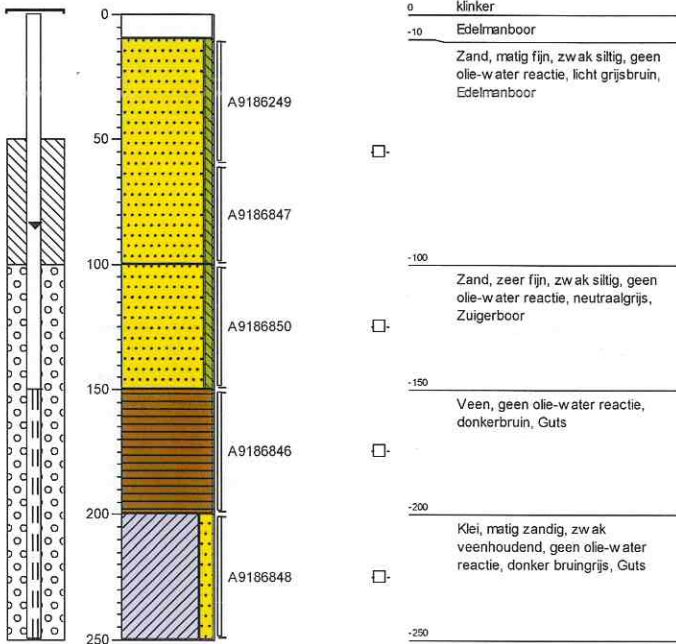 0
50
100
150
200
250
A9186249
A9186847
A9186850
A9186846
A9186848
0
klinker
-10
Edelmanboor
Zand, matig fijn, zwak siltig, geen
olie-water reactie, licht grijsbruin,
Edelmanboor
-100
Zand, zeer fijn, zwak siltig, geen
olie-water reactie, neutraalgrijs,
Zuigerboor
-150
Veen, geen olie-water reactie,
donkerbruin, Guts
-200
Klei, matig zandig, zwak
veenhoudend, geen olie-water
reactie, donker bruingrijs, Guts
-250